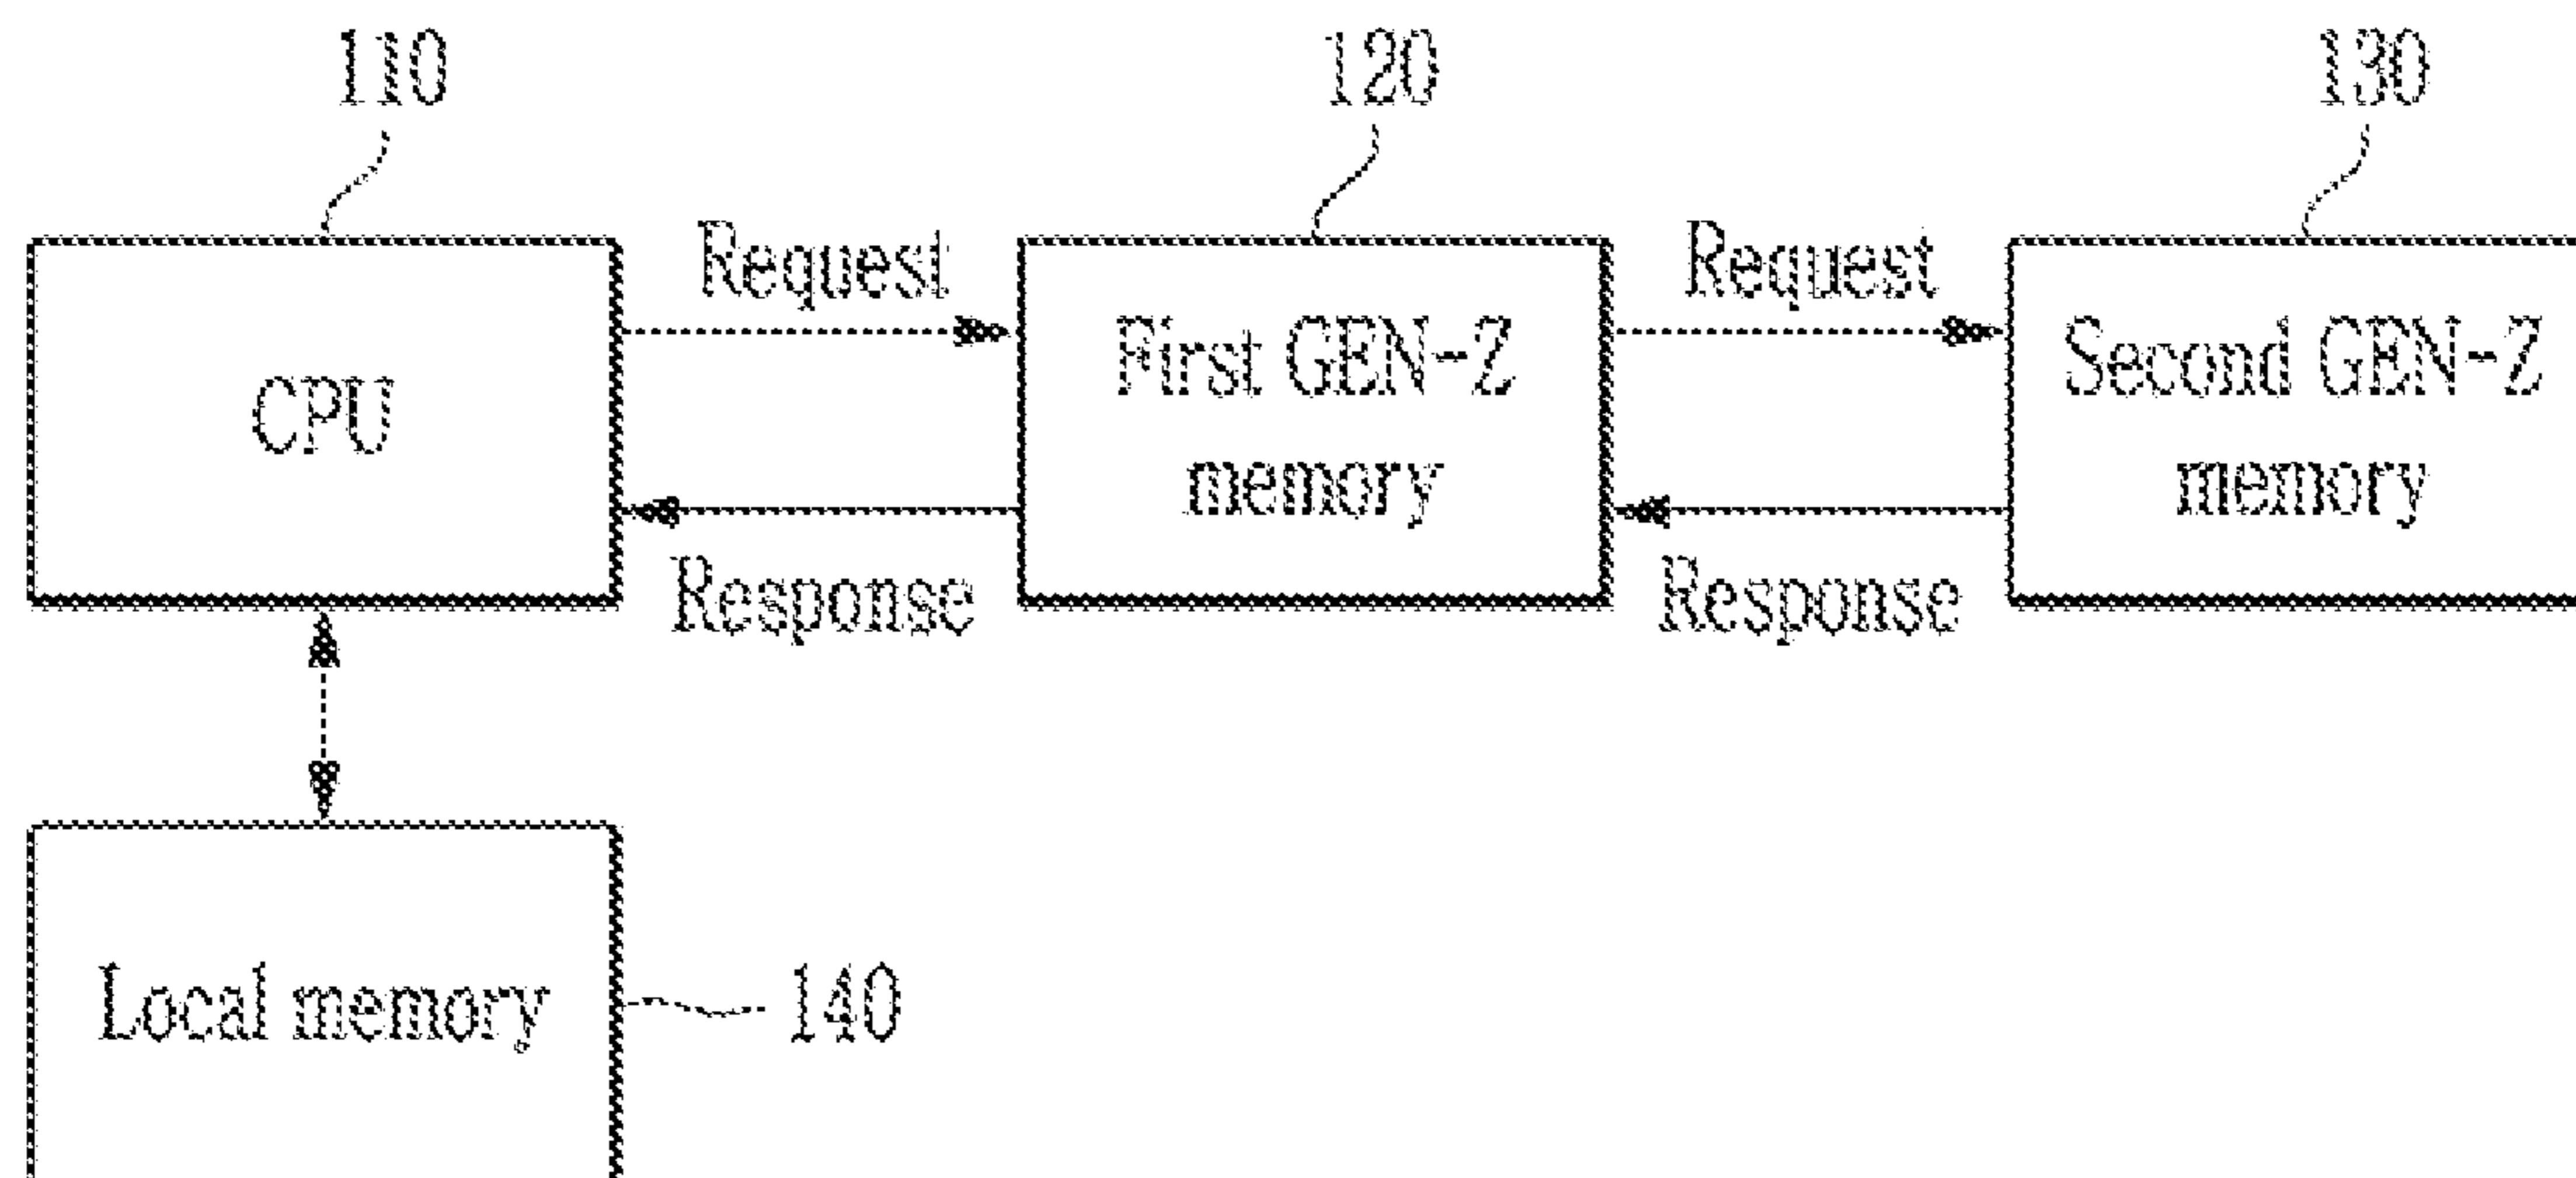 110
120
130
Request
Request
CPU
First GEN-Z
memory
Second GEN-Z
memory
Response
Response
Local memory
140